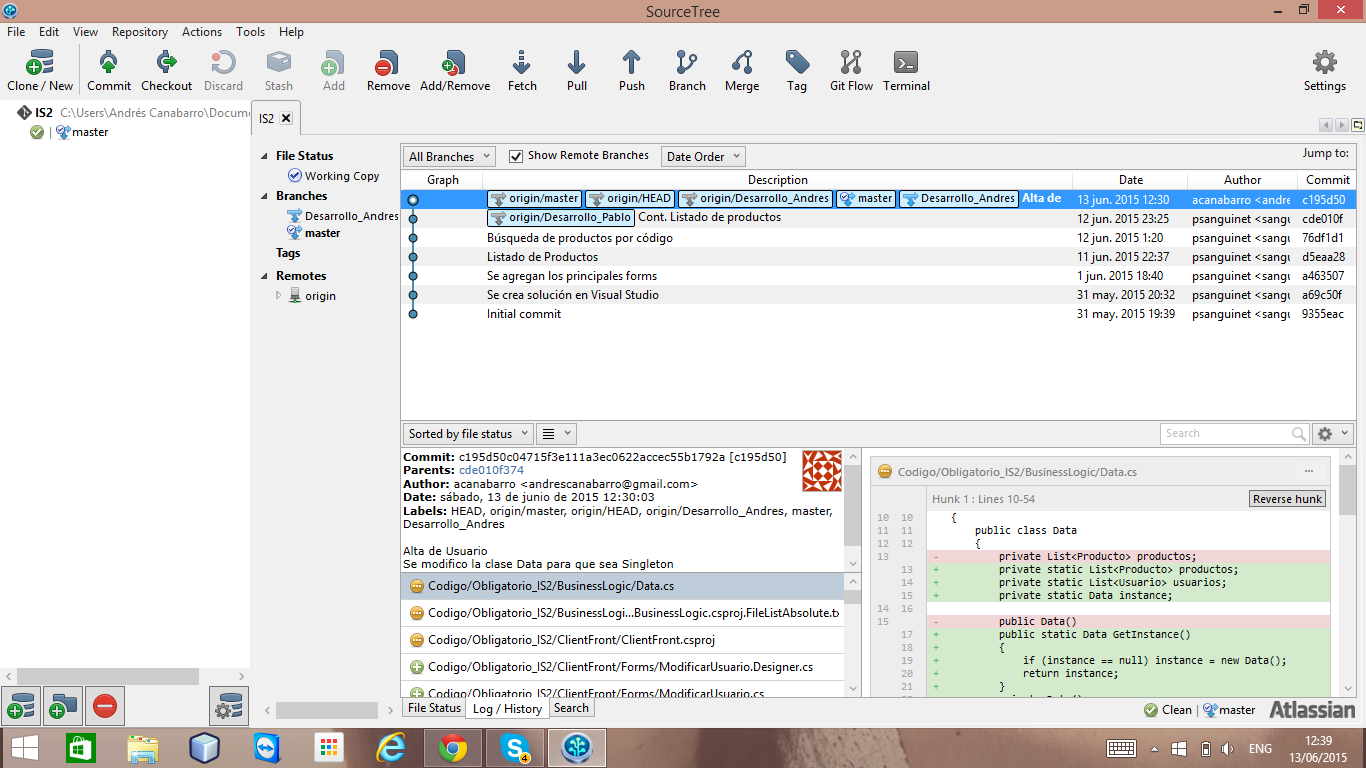 SourceTree
File Edit View Repository Actions Tools Help
Clone / New Commit Checkout Discard Stash Add Remove Add/Remove Fetch Pull Push Branch Merge Tag Git Flow Terminal Settings
IS2 C:\Users\Andrés Canabarro\Docume
master
IS2
File Status
Working Copy
Branches
Desarrollo_Andres
master
Tags
Remotes
origin
All Branches Show Remote Branches Date Order Jump to:
Graph Description Date Author Commit
origin/master origin/HEAD origin/Desarrollo_Andres master Desarrollo_Andres Alta de 13 jun. 2015 12:30 acanabarro <andre c195d50
origin/Desarrollo_Pablo Cont. Listado de productos 12 jun. 2015 23:25 psanguinet <sangu cde010f
Búsqueda de productos por código 12 jun. 2015 1:20 psanguinet <sangu 76df1d1
Listado de Productos 11 jun. 2015 22:37 psanguinet <sangu d5eaa28
Se agregan los principales forms 1 jun. 2015 18:40 psanguinet <sangu a463507
Se crea solución en Visual Studio 31 may. 2015 20:32 psanguinet <sangu a69c50f
Initial commit 31 may. 2015 19:39 psanguinet <sangu 9355eac
Sorted by file status Search
Commit: c195d50c04715f3e111a3ec0622accec55b1792a [c195d50]
Parents: cde010f374
Author: acanabarro <andrescanabarro@gmail.com>
Date: sábado, 13 de junio de 2015 12:30:03
Labels: HEAD, origin/master, origin/HEAD, origin/Desarrollo_Andres, master,
Desarrollo_Andres
Alta de Usuario
Se modifico la clase Data para que sea Singleton
Codigo/Obligatorio_IS2/BusinessLogic/Data.cs
Codigo/Obligatorio_IS2/BusinessLogi...BusinessLogic.csproj.FileListAbsolute.tx
Codigo/Obligatorio_IS2/ClientFront/ClientFront.csproj
Codigo/Obligatorio_IS2/ClientFront/Forms/ModificarUsuario.Designer.cs
Codigo/Obligatorio_IS2/ClientFront/Forms/ModificarUsuario.cs
Codigo/Obligatorio_IS2/BusinessLogic/Data.cs
Hunk 1 : Lines 10-54 Reverse hunk
10 10 {
11 11 public class Data
12 12 {
13 - private List<Producto> productos;
13 + private static List<Producto> productos;
14 + private static List<Usuario> usuarios;
15 + private static Data instance;
14 16
15 - public Data()
17 + public static Data GetInstance()
18 + {
19 + if (instance == null) instance = new Data();
20 + return instance;
21 + }
File Status Log / History Search
Clean master Atlassian
4
ENG
12:39
13/06/2015